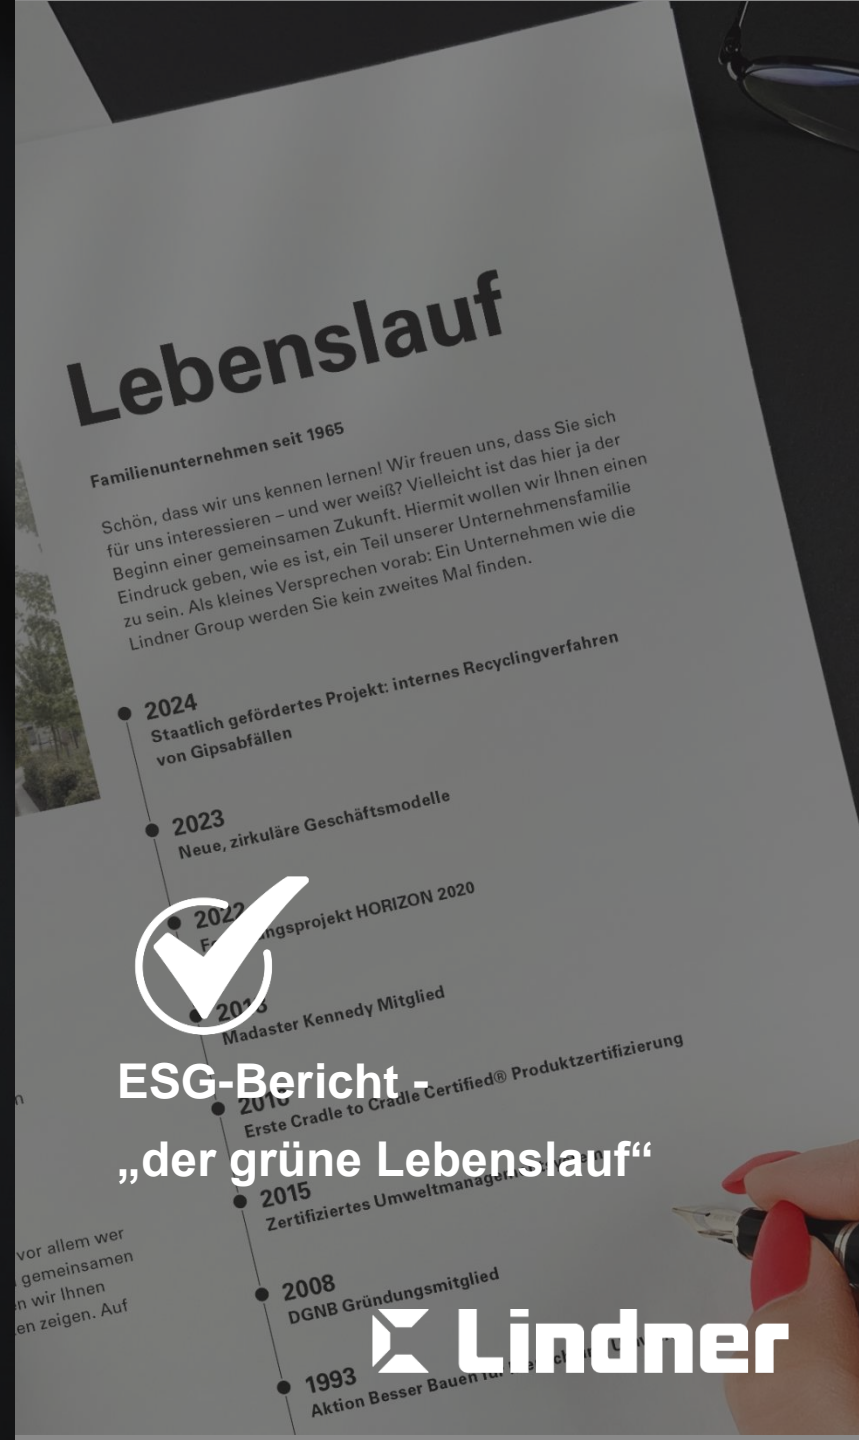 Lebenslauf
Familienunternehmen seit 1965
Schön, dass wir uns kennen lernen! Wir freuen uns, dass Sie sich
für uns interessieren – und wer weiß? Vielleicht ist das hier ja der
Beginn einer gemeinsamen Zukunft. Hiermit wollen wir Ihnen einen
Eindruck geben, wie es ist, ein Teil unserer Unternehmensfamilie
zu sein. Als kleines Versprechen vorab: Ein Unternehmen wie die
Lindner Group werden Sie kein zweites Mal finden.
2024
Staatlich gefördertes Projekt: internes Recyclingverfahren
von Gipsabfällen
2023
Neue, zirkuläre Geschäftsmodelle
2022
HORIZON 2020
Madaster Kennedy Mitglied
ESG-Bericht -
Erste Cradle to Cradle Certified® Produktzertifizierung
„der grüne Lebenslauf“
2015
Zertifiziertes
2008
DGNB Gründungsmitglied
1993
Aktion Besser Bauen
Lindner
vor allem wer
gemeinsamen
wir Ihnen
zeigen. Auf